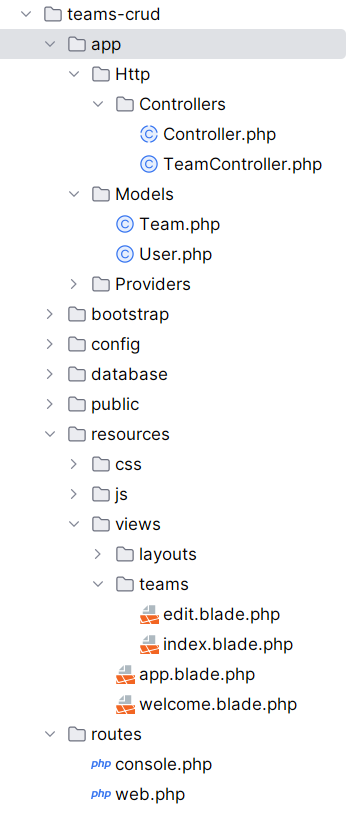 teams-crud
app
Http
Controllers
C Controller.php
C TeamController.php
Models
C Team.php
C User.php
Providers
bootstrap
config
database
public
resources
css
js
views
layouts
teams
edit.blade.php
index.blade.php
app.blade.php
welcome.blade.php
routes
php console.php
php web.php